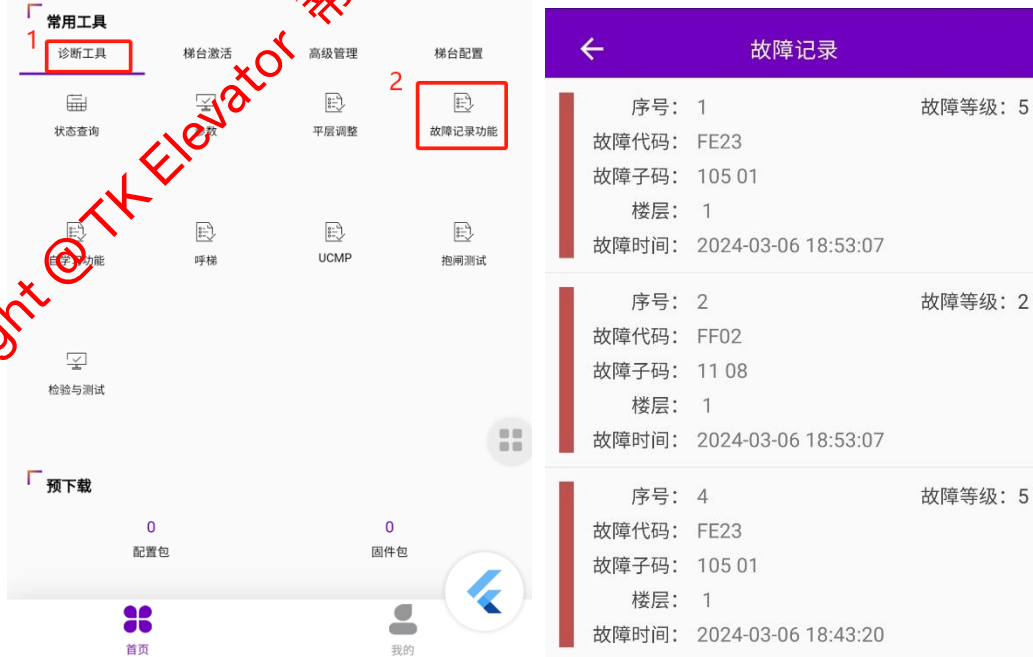 常用工具
1
诊断工具
梯台激活
高级管理
梯台配置
2
状态查询
数
平层调整
故障记录功能
功能
呼梯
UCMP
抱闸测试
检验与测试
预下载
0
配置包
0
固件包
首页
我的
ght @ TK Elevator
故障记录
序号： 1 故障等级：5
故障代码： FE23
故障子码： 105 01
楼层： 1
故障时间： 2024-03-06 18:53:07
序号： 2 故障等级：2
故障代码： FF02
故障子码： 11 08
楼层： 1
故障时间： 2024-03-06 18:53:07
序号： 4 故障等级：5
故障代码： FE23
故障子码： 105 01
楼层： 1
故障时间： 2024-03-06 18:43:20